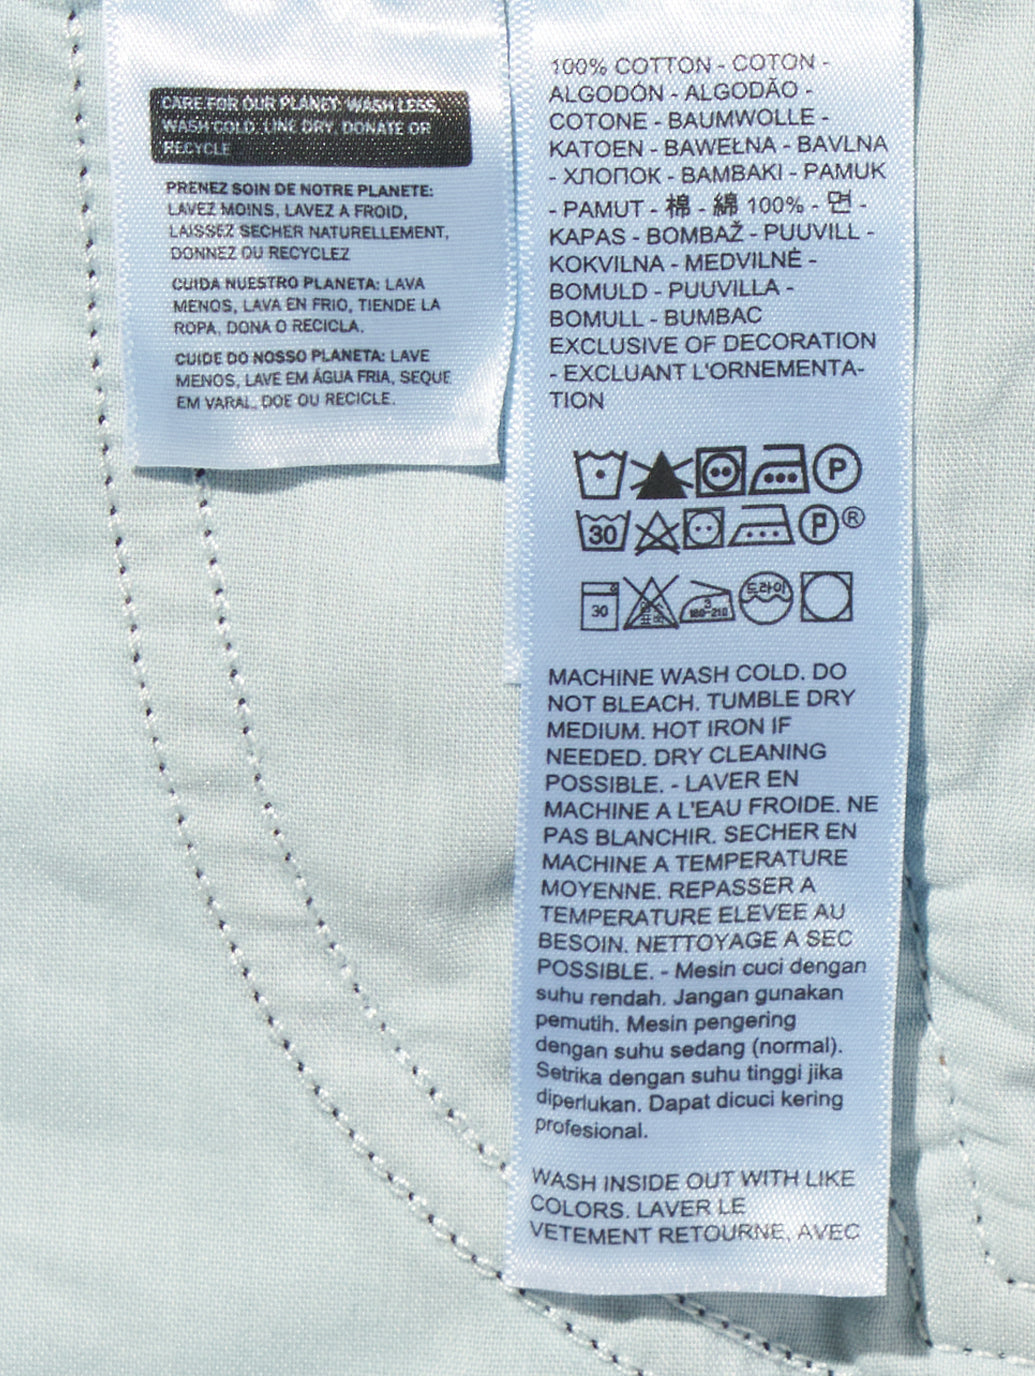 CARE FOR OUR PLANET: WASH LESS,
WASH COLD, LINE DRY, DONATE OR
RECYCLE
PRENEZ SOIN DE NOTRE PLANETE:
LAVEZ MOINS, LAVEZ A FROID,
LAISSEZ SECHER NATURELLEMENT,
DONNEZ OU RECYCLEZ
CUIDA NUESTRO PLANETA: LAVA
MENOS, LAVA EN FRIO, TIENDE LA
ROPA, DONA O RECICLA.
CUIDE DO NOSSO PLANETA: LAVE
MENOS, LAVE EM ÁGUA FRIA, SEQUE
EM VARAL, DOE OU RECICLE.
100% COTTON - COTON -
ALGODÓN - ALGODÃO -
COTONE - BAUMWOLLE -
KATOEN - BAWEŁNA - BAVLNA
- ХЛОПОК - BAMBAKI - PAMUK
- PAMUT - 棉 - 綿 100% - 면 -
KAPAS - BOMBAŽ - PUUVILL -
KOKVILNA - MEDVILNĖ -
BOMULD - PUUVILLA -
BOMULL - BUMBAC
EXCLUSIVE OF DECORATION
- EXCLUANT L'ORNEMENTA-
TION
P
30 P ®
30 3 180-210 드라이
MACHINE WASH COLD. DO
NOT BLEACH. TUMBLE DRY
MEDIUM. HOT IRON IF
NEEDED. DRY CLEANING
POSSIBLE. - LAVER EN
MACHINE A L'EAU FROIDE. NE
PAS BLANCHIR. SECHER EN
MACHINE A TEMPERATURE
MOYENNE. REPASSER A
TEMPERATURE ELEVEE AU
BESOIN. NETTOYAGE A SEC
POSSIBLE. - Mesin cuci dengan
suhu rendah. Jangan gunakan
pemutih. Mesin pengering
dengan suhu sedang (normal).
Setrika dengan suhu tinggi jika
diperlukan. Dapat dicuci kering
profesional.
WASH INSIDE OUT WITH LIKE
COLORS. LAVER LE
VETEMENT RETOURNE, AVEC